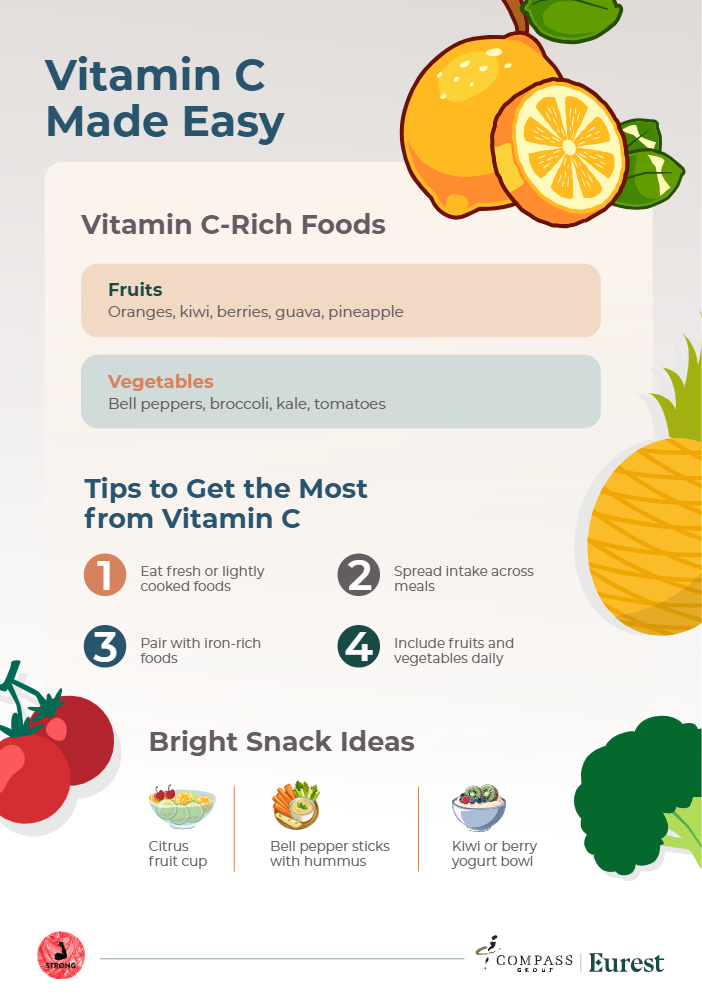 Vitamin C
Made Easy
Vitamin C-Rich Foods
Fruits
Oranges, kiwi, berries, guava, pineapple
Vegetables
Bell peppers, broccoli, kale, tomatoes
Tips to Get the Most
from Vitamin C
1
Eat fresh or lightly
cooked foods
2
Spread intake across
meals
3
Pair with iron-rich
foods
4
Include fruits and
vegetables daily
Bright Snack Ideas
Citrus
fruit cup
Bell pepper sticks
with hummus
Kiwi or berry
yogurt bowl
STRONG
COMPASS
GROUP
Eurest